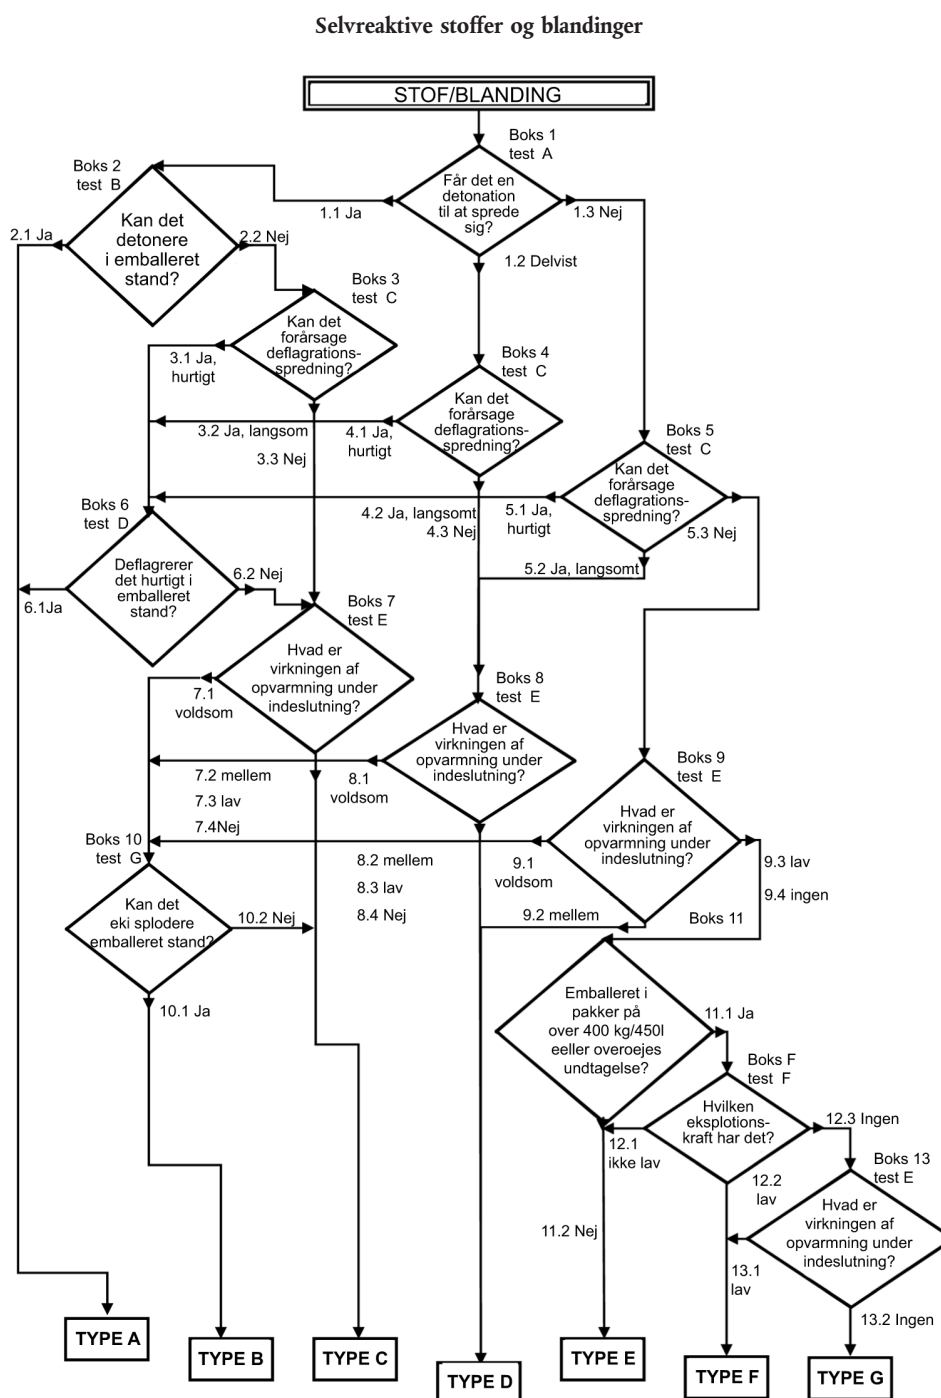 Selvreaktive stoffer og blandinger
STOF/BLANDING
Boks 1
test A
Får det en
detonation
til at sprede
sig?
1.1 Ja
1.3 Nej
1.2 Delvist
Boks 2
test B
Kan det
detonere
i emballeret
stand?
2.1 Ja
2.2 Nej
Boks 3
test C
Kan det
forårsage
deflagrations-
spredning?
3.1 Ja,
hurtigt
3.2 Ja, langsom
3.3 Nej
Boks 4
test C
Kan det
forårsage
deflagrations-
spredning?
4.1 Ja,
hurtigt
4.2 Ja, langsomt
4.3 Nej
Boks 5
test C
Kan det
forårsage
deflagrations-
spredning?
5.1 Ja,
hurtigt
5.3 Nej
5.2 Ja, langsomt
Boks 6
test D
Deflagrerer
det hurtigt i
emballeret
stand?
6.1Ja
6.2 Nej
Boks 7
test E
Hvad er
virkningen af
opvarmning under
indeslutning?
7.1
voldsom
7.2 mellem
7.3 lav
7.4Nej
Boks 8
test E
Hvad er
virkningen af
opvarmning under
indeslutning?
8.1
voldsom
8.2 mellem
8.3 lav
8.4 Nej
Boks 9
test E
Hvad er
virkningen af
opvarmning under
indeslutning?
9.1
voldsom
9.2 mellem
9.3 lav
9.4 ingen
Boks 10
test G
Kan det
eki splodere
emballeret stand?
10.2 Nej
10.1 Ja
Boks 11
Emballeret i
pakker på
over 400 kg/450l
eeller overoejes
undtagelse?
11.1 Ja
11.2 Nej
Boks F
test F
Hvilken
eksplotions-
kraft har det?
12.1
ikke lav
12.2
lav
12.3 Ingen
Boks 13
test E
Hvad er
virkningen af
opvarmning under
indeslutning?
13.1
lav
13.2 Ingen
TYPE A
TYPE B
TYPE C
TYPE D
TYPE E
TYPE F
TYPE G